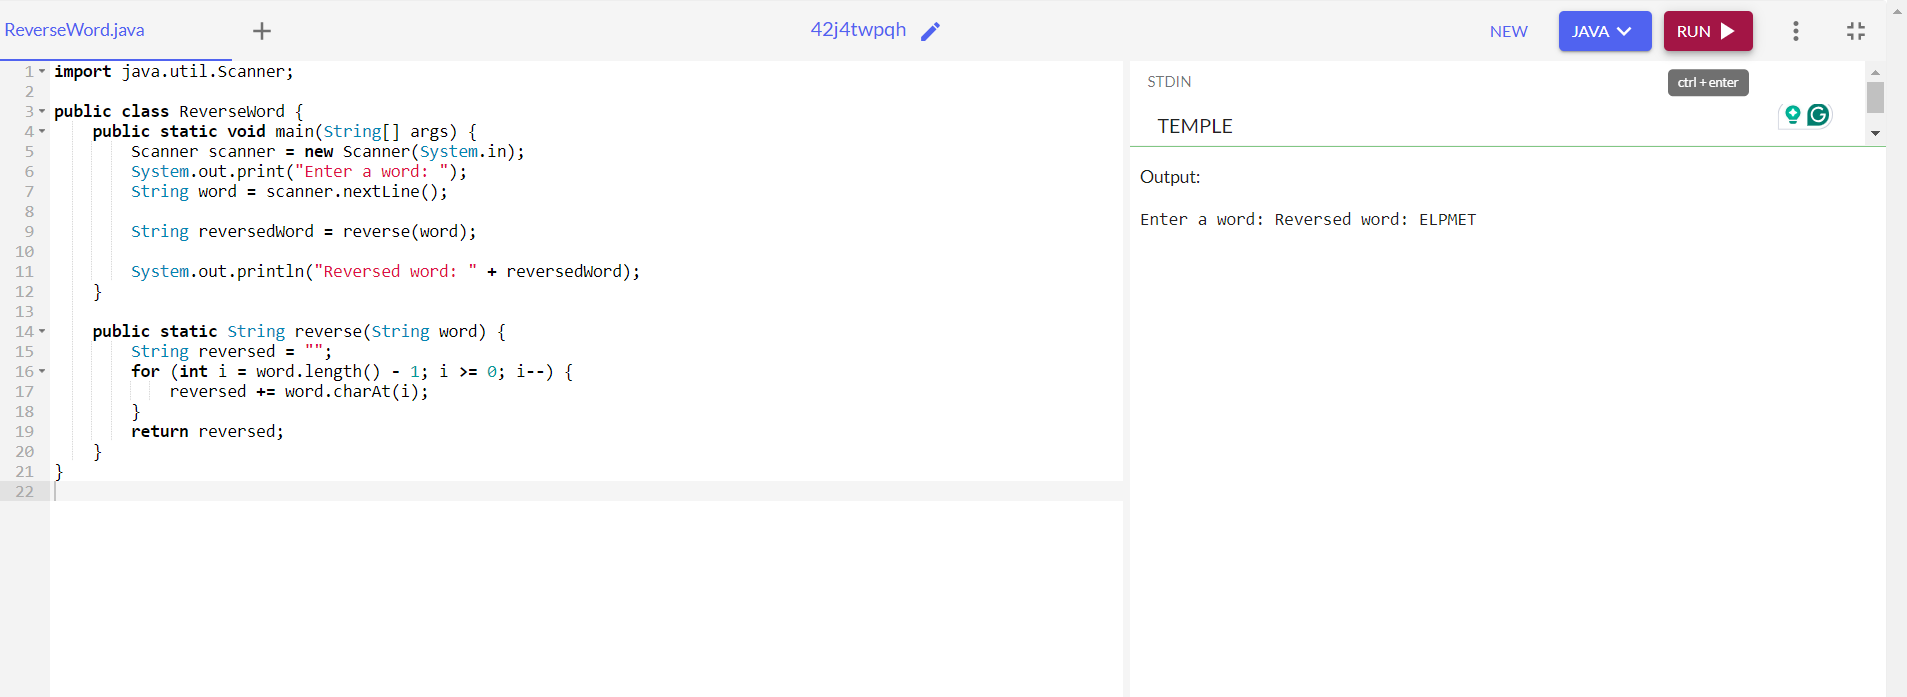 ReverseWord.java + 42j4twpqh NEW JAVA RUN
ctrl + enter
1 import java.util.Scanner;
2
3 public class ReverseWord {
4     public static void main(String[] args) {
5         Scanner scanner = new Scanner(System.in);
6         System.out.print("Enter a word: ");
7         String word = scanner.nextLine();
8
9         String reversedWord = reverse(word);
10
11         System.out.println("Reversed word: " + reversedWord);
12     }
13
14     public static String reverse(String word) {
15         String reversed = "";
16         for (int i = word.length() - 1; i >= 0; i--) {
17             reversed += word.charAt(i);
18         }
19         return reversed;
20     }
21 }
22
STDIN
TEMPLE
Output:
Enter a word: Reversed word: ELPMET